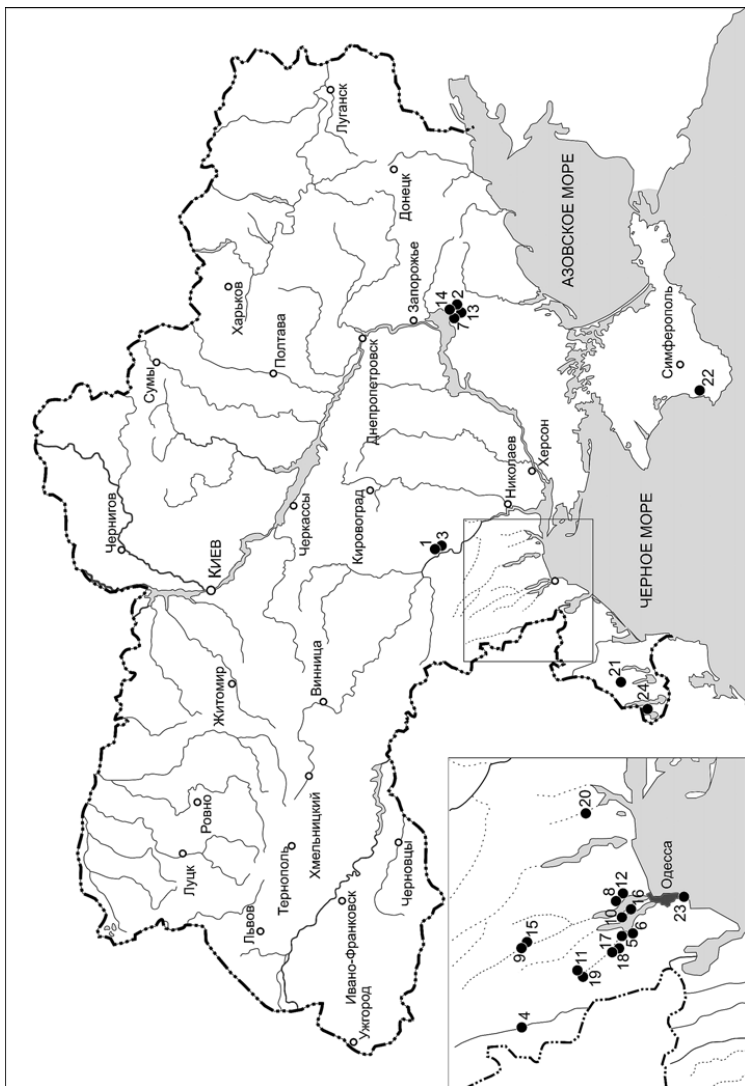 Чернигов
Сумы
Луцк
Ровно
Киев
Житомир
Харьков
Львов
Полтава
Тернополь
Черкассы
Хмельницкий
Винница
Луганск
Ивано-Франковск
Кировоград
Ужгород
Днепропетровск
Черновцы
Донецк
Запорожье
1
3
14
2
7
13
Николаев
Херсон
АЗОВСКОЕ МОРЕ
ЧЕРНОЕ МОРЕ
Симферополь
22
21
24
4
9
15
11
19
20
17
18
10
8
12
5
6
16
Одесса
23